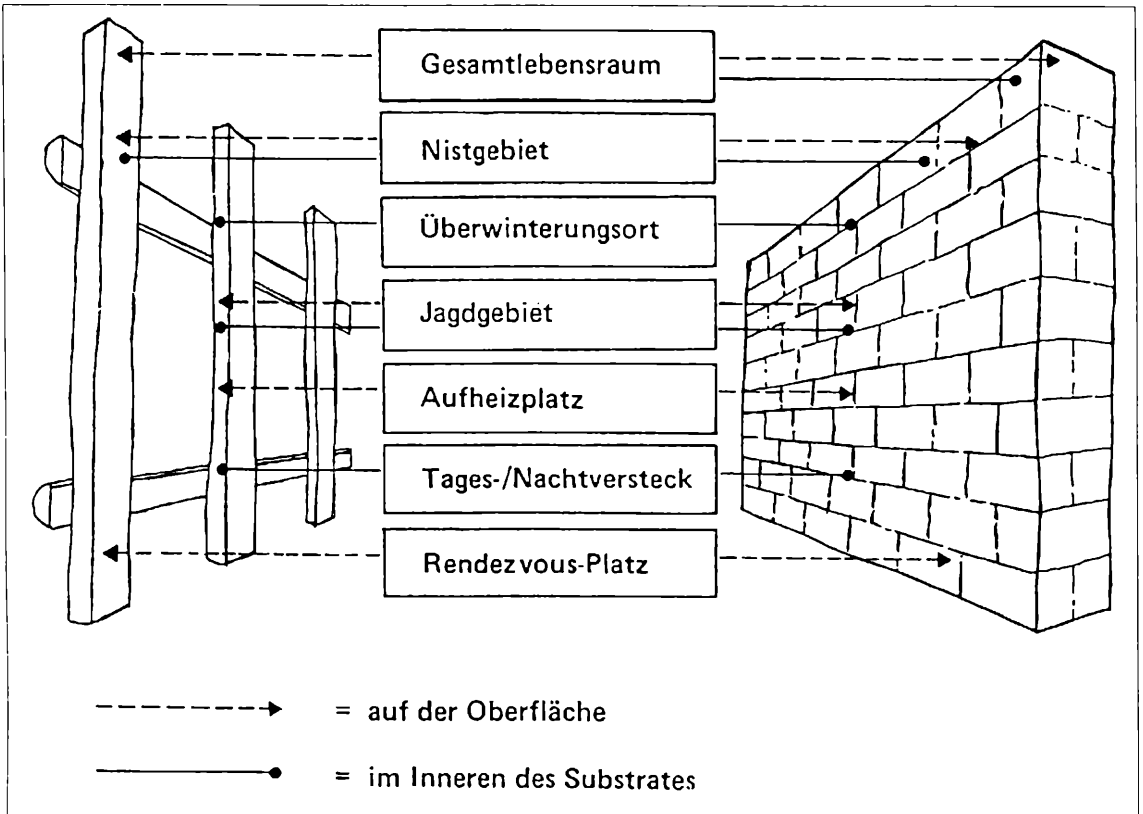 Gesamtlebensraum
Nistgebiet
Überwinterungsort
Jagdgebiet
Aufheizplatz
Tages-/Nachtversteck
Rendezvous-Platz
= auf der Oberfläche
= im Inneren des Substrates